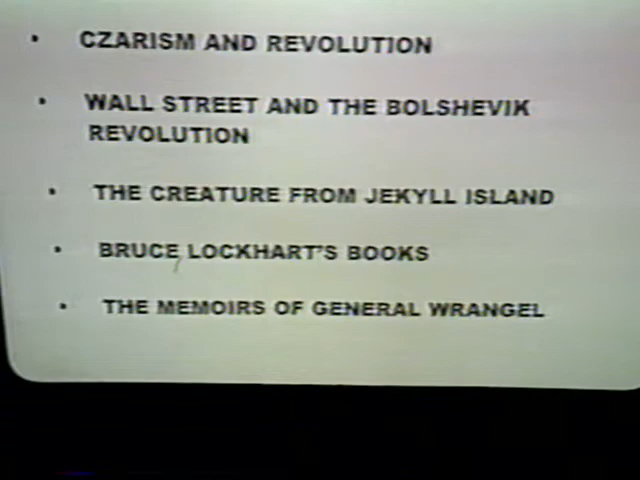 • CZARISM AND REVOLUTION
• WALL STREET AND THE BOLSHEVIK
REVOLUTION
• THE CREATURE FROM JEKYLL ISLAND
• BRUCE LOCKHART'S BOOKS
• THE MEMOIRS OF GENERAL WRANGEL